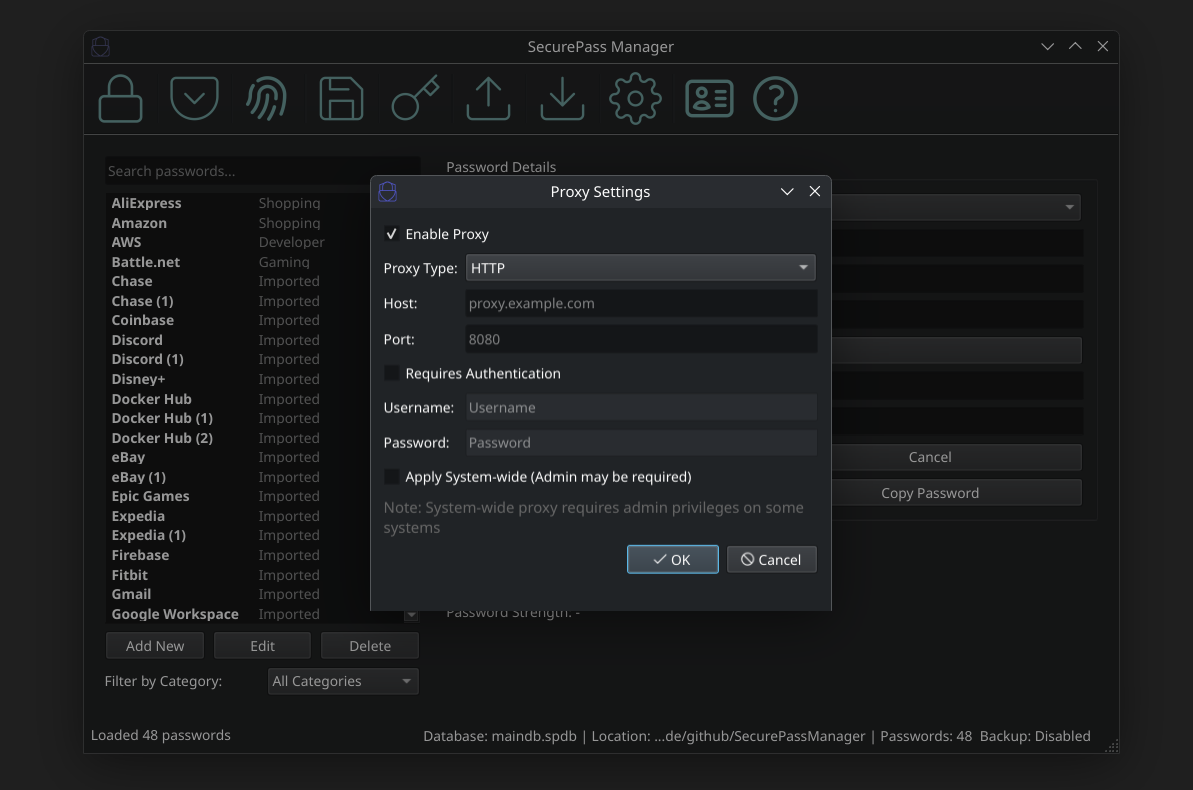 SecurePass Manager
Search passwords...
AliExpress Shopping
Amazon Shopping
AWS Developer
Battle.net Gaming
Chase Imported
Chase (1) Imported
Coinbase Imported
Discord Imported
Discord (1) Imported
Disney+ Imported
Docker Hub Imported
Docker Hub (1) Imported
Docker Hub (2) Imported
eBay Imported
eBay (1) Imported
Epic Games Imported
Expedia Imported
Expedia (1) Imported
Firebase Imported
Fitbit Imported
Gmail Imported
Google Workspace Imported
Add New Edit Delete
Filter by Category: All Categories
Password Details
Cancel
Copy Password
Password Strength: -
Proxy Settings
Enable Proxy
Proxy Type: HTTP
Host: proxy.example.com
Port: 8080
Requires Authentication
Username: Username
Password: Password
Apply System-wide (Admin may be required)
Note: System-wide proxy requires admin privileges on some
systems
OK Cancel
Loaded 48 passwords
Database: maindb.spdb | Location: ...de/github/SecurePassManager | Passwords: 48 Backup: Disabled